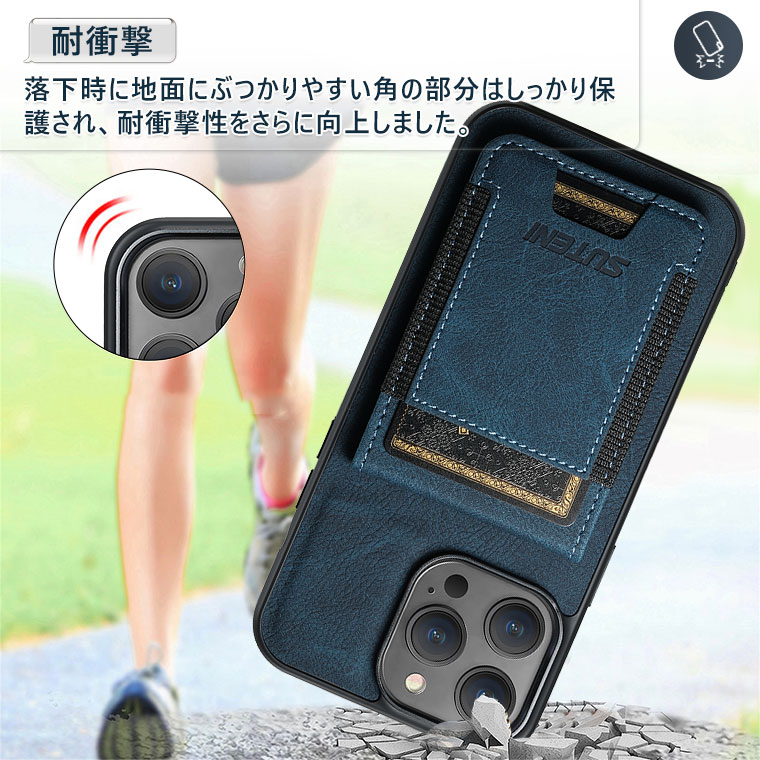 耐衝撃
落下時に地面にぶつかりやすい角の部分はしっかり保
護され、耐衝撃性をさらに向上しました。
SUTENI